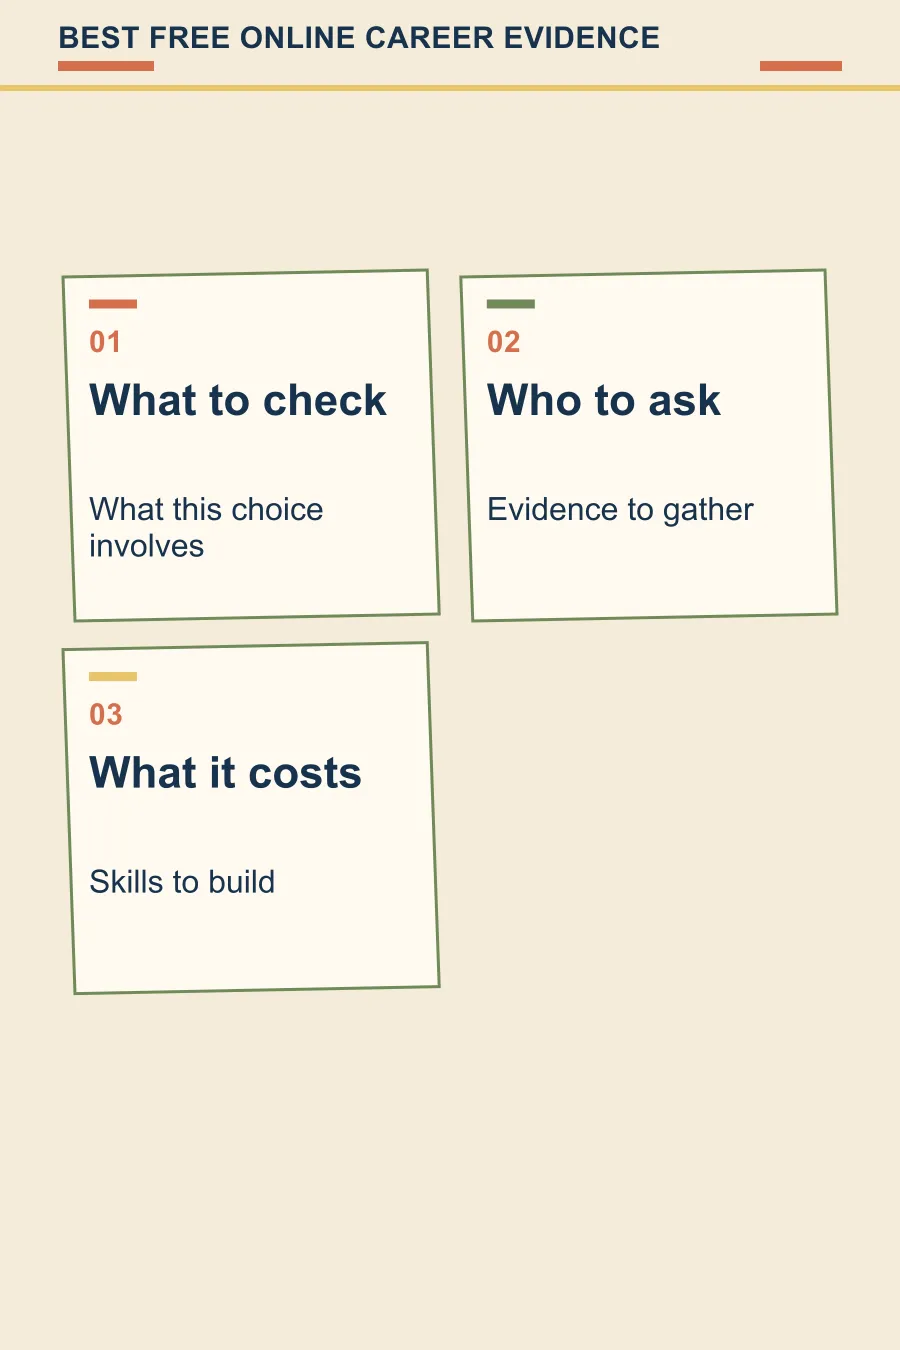 BEST FREE ONLINE CAREER EVIDENCE
01
What to check
What this choice
involves
02
Who to ask
Evidence to gather
03
What it costs
Skills to build